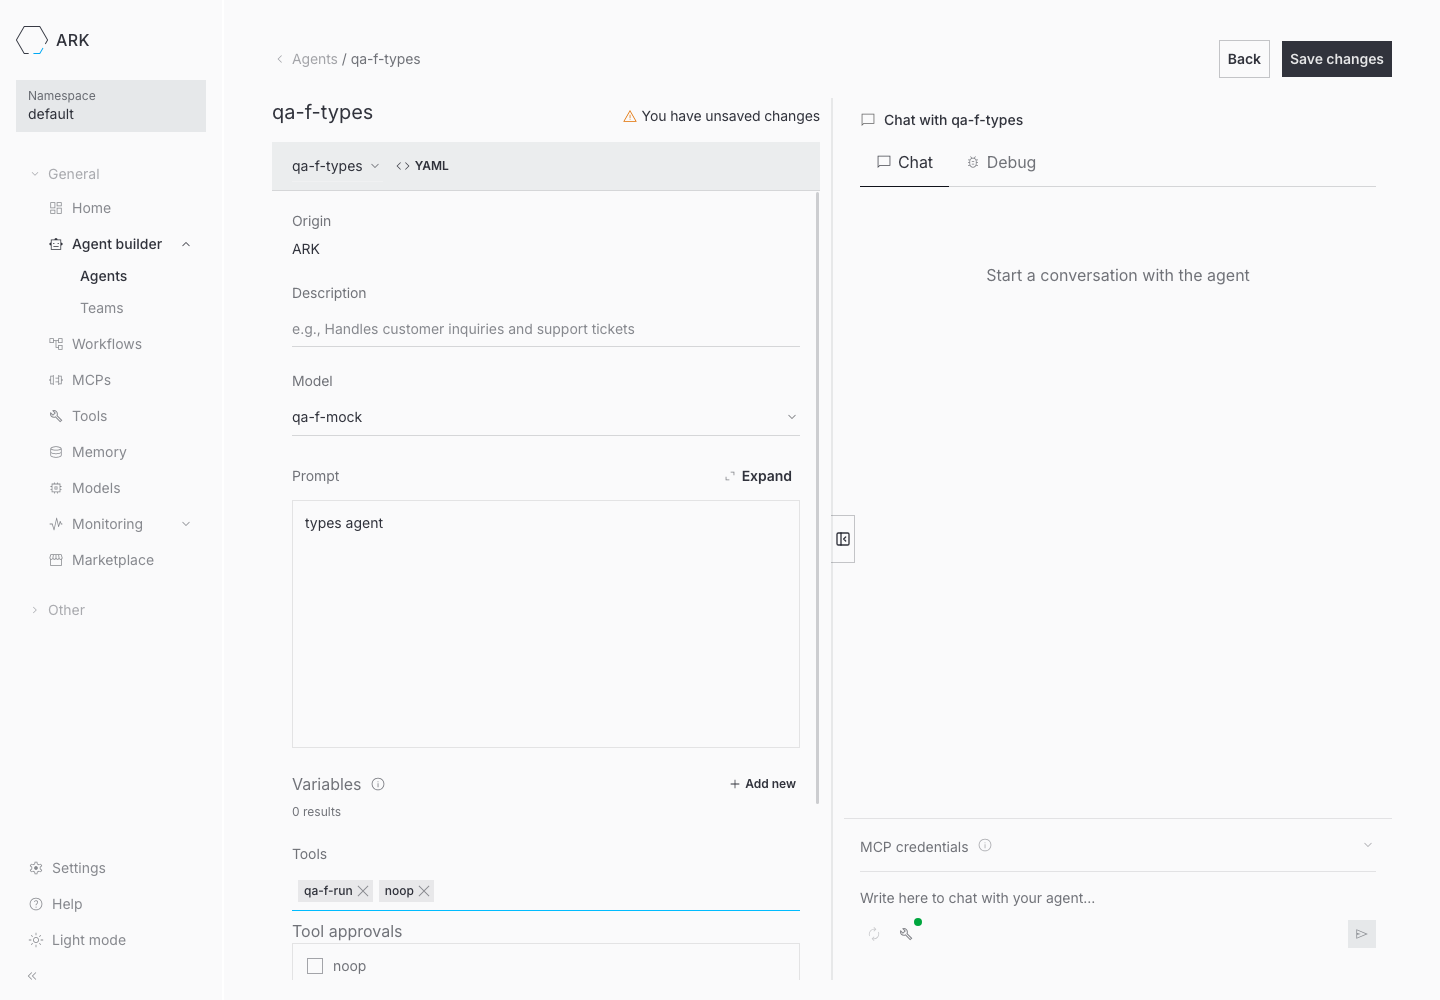 ARK
Namespace
default
General
Home
Agent builder
Agents
Teams
Workflows
MCPs
Tools
Memory
Models
Monitoring
Marketplace
Other
Settings
Help
Light mode
Agents / qa-f-types
Back
Save changes
qa-f-types
You have unsaved changes
qa-f-types
YAML
Origin
ARK
Description
e.g., Handles customer inquiries and support tickets
Model
qa-f-mock
Prompt
Expand
types agent
Variables
Add new
0 results
Tools
qa-f-run
noop
Tool approvals
noop
Chat with qa-f-types
Chat
Debug
Start a conversation with the agent
MCP credentials
Write here to chat with your agent...